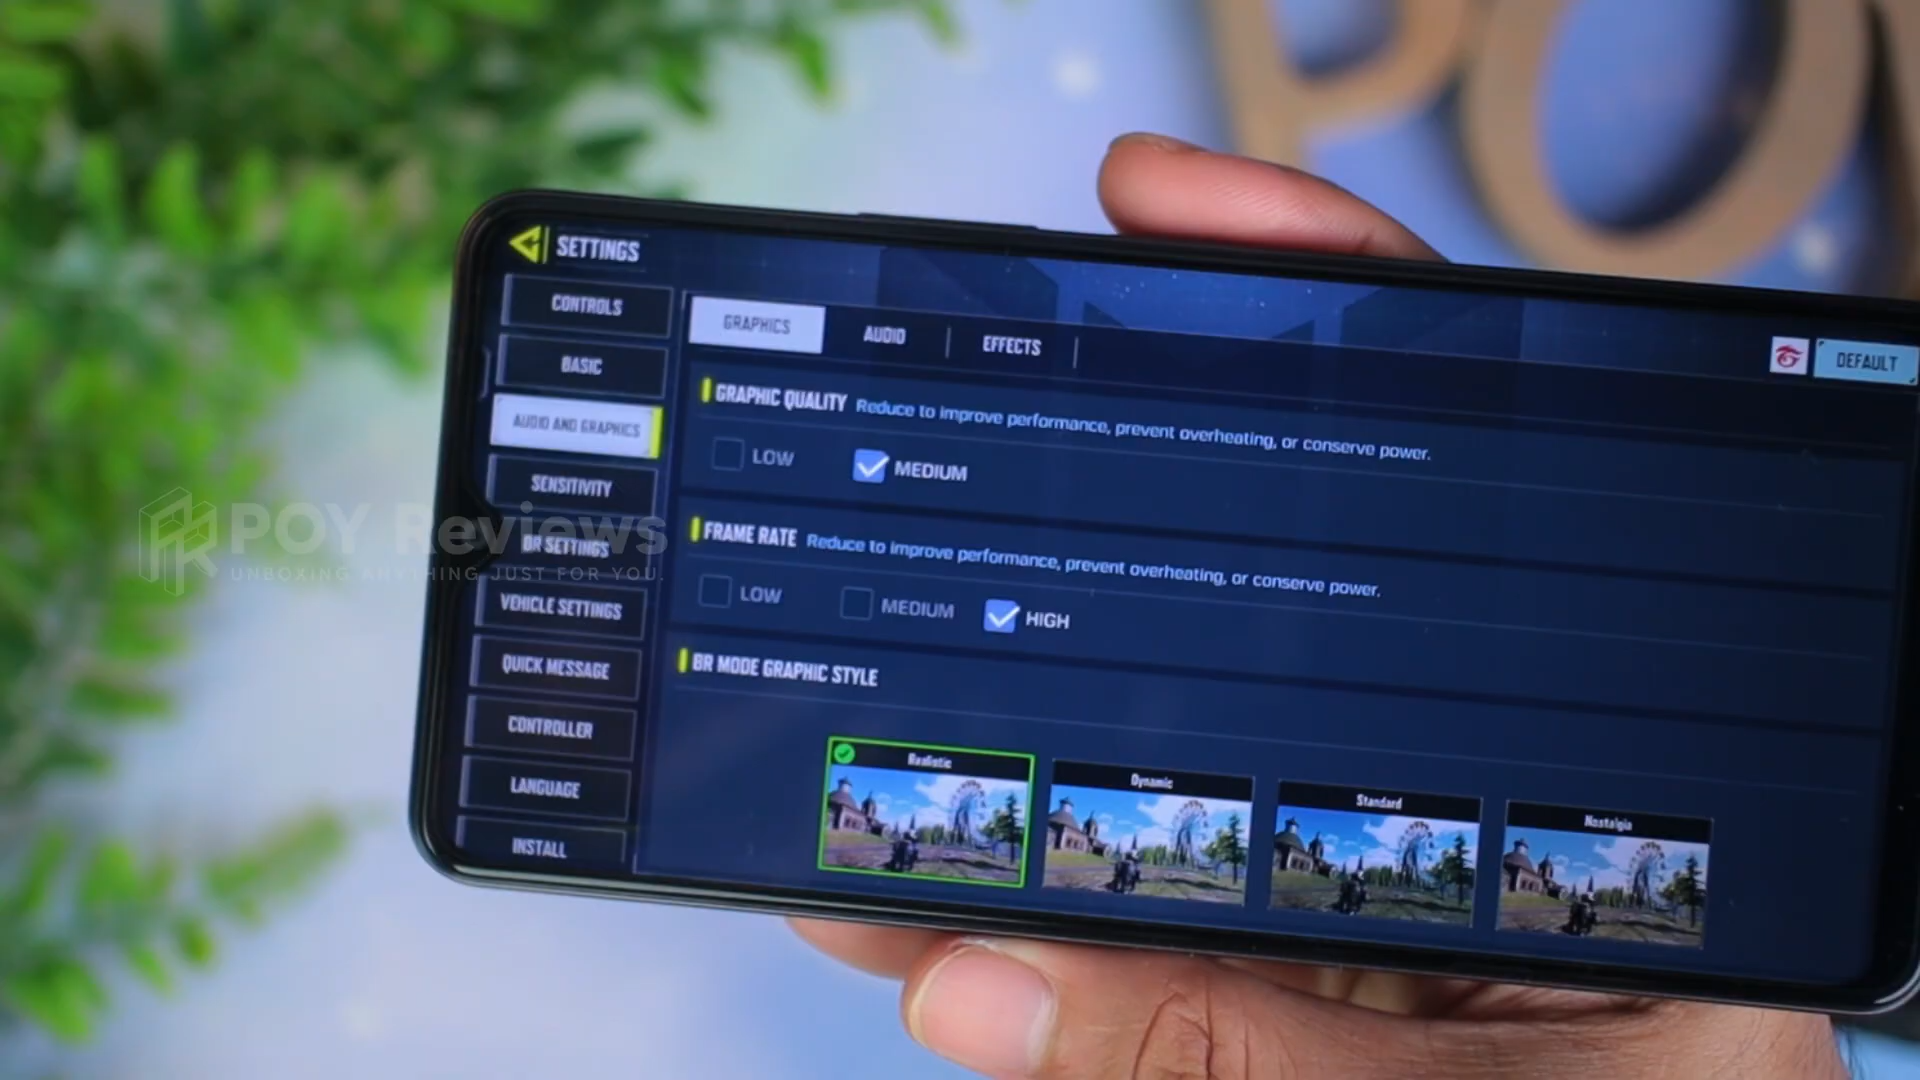 PO
SETTINGS
CONTROLS
BASIC
AUDIO AND GRAPHICS
SENSITIVITY
BR SETTINGS
VEHICLE SETTINGS
QUICK MESSAGE
CONTROLLER
LANGUAGE
INSTALL
GRAPHICS AUDIO EFFECTS
DEFAULT
GRAPHIC QUALITY Reduce to improve performance, prevent overheating, or conserve power.
LOW MEDIUM
FRAME RATE Reduce to improve performance, prevent overheating, or conserve power.
LOW MEDIUM HIGH
BR MODE GRAPHIC STYLE
Realistic Dynamic Standard Nostalgia
POY Reviews
UNBOXING ANYTHING JUST FOR YOU.